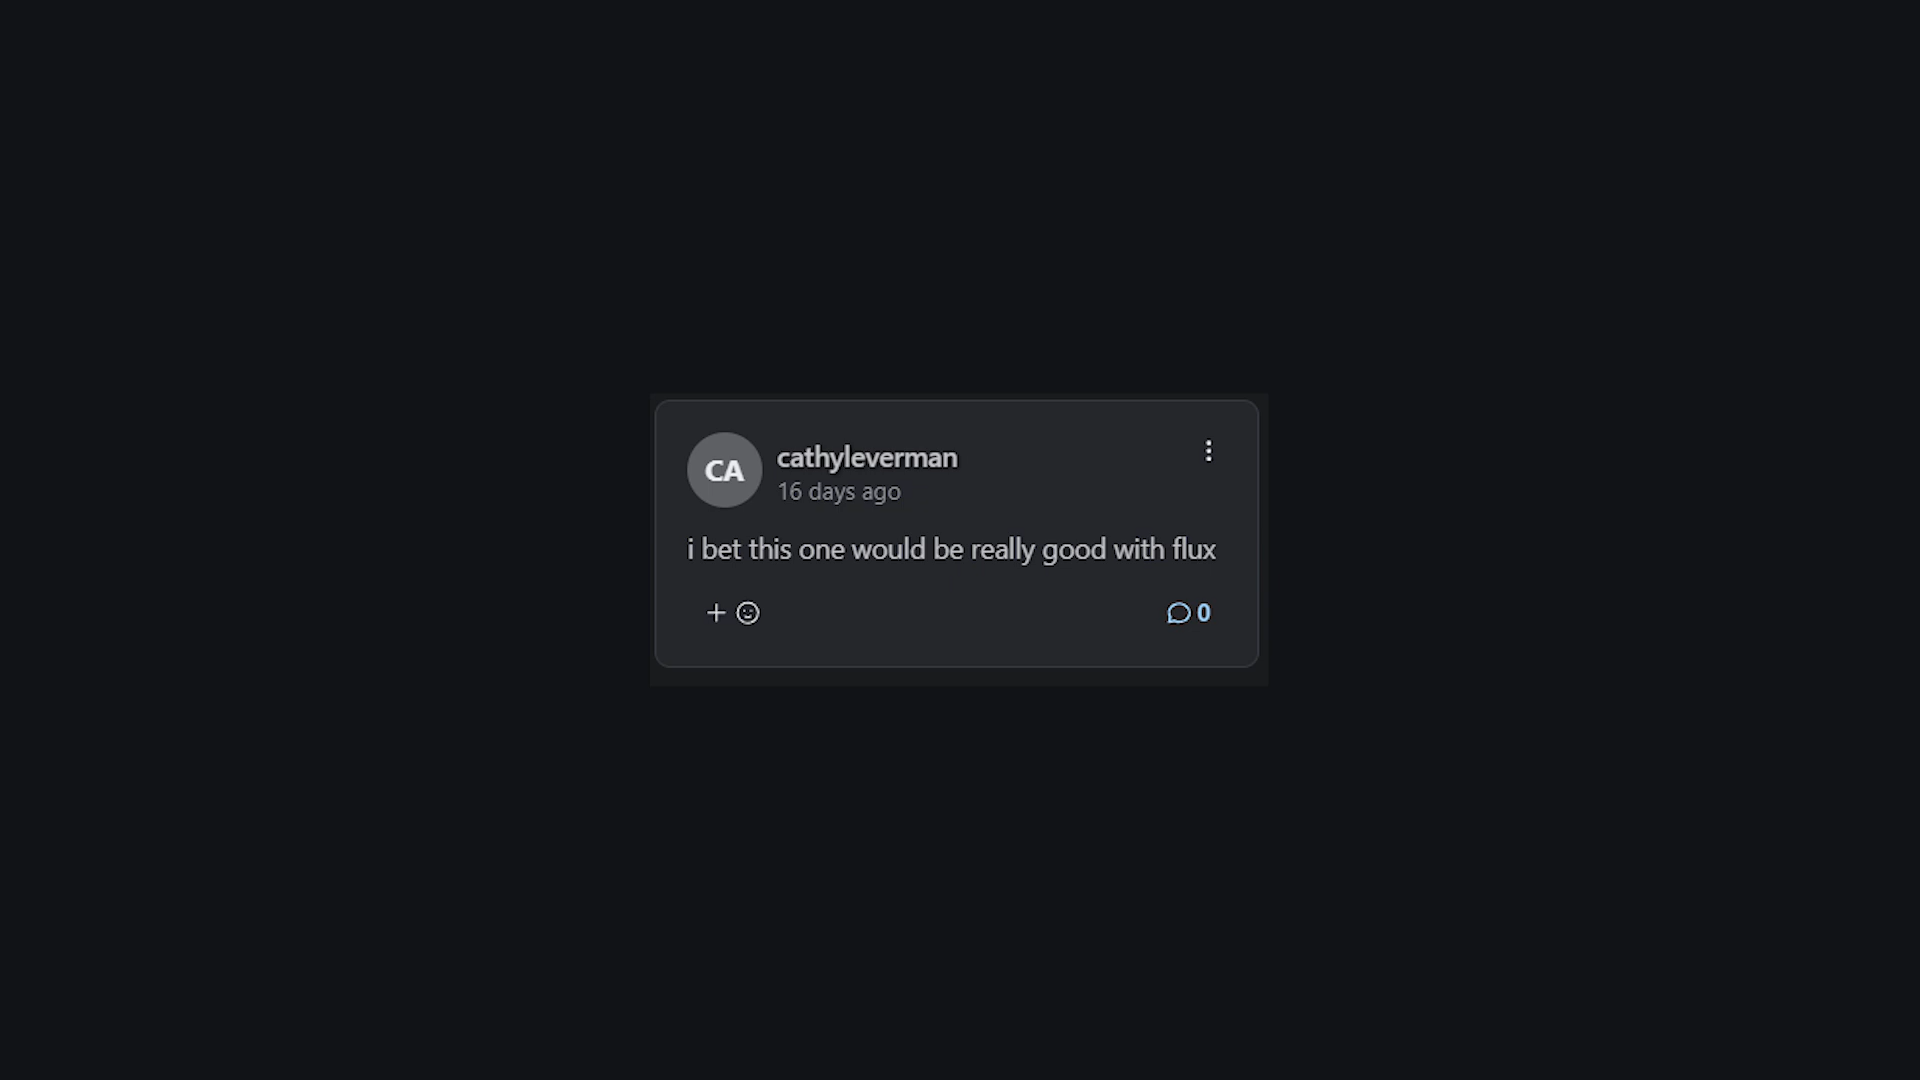 CA
cathyleverman
16 days ago
i bet this one would be really good with flux
0